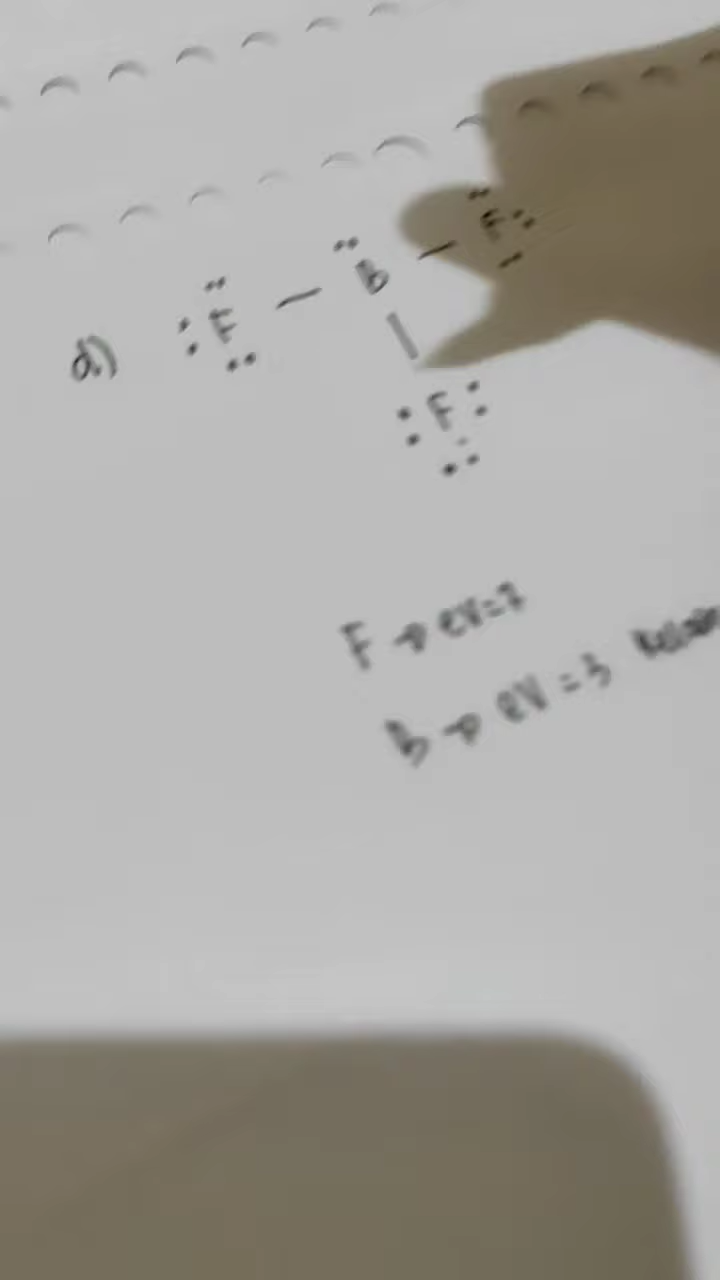 d) :F̤̈ — B̈ — F̤̈:
|
:F̤:
F → eV=7
B → eV=3